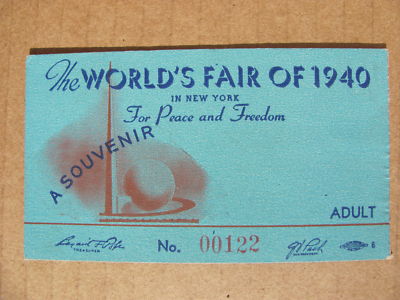 The WORLD'S FAIR OF 1940
IN NEW YORK
For Peace and Freedom
A SOUVENIR
ADULT
No. 00122
TREASURER
6